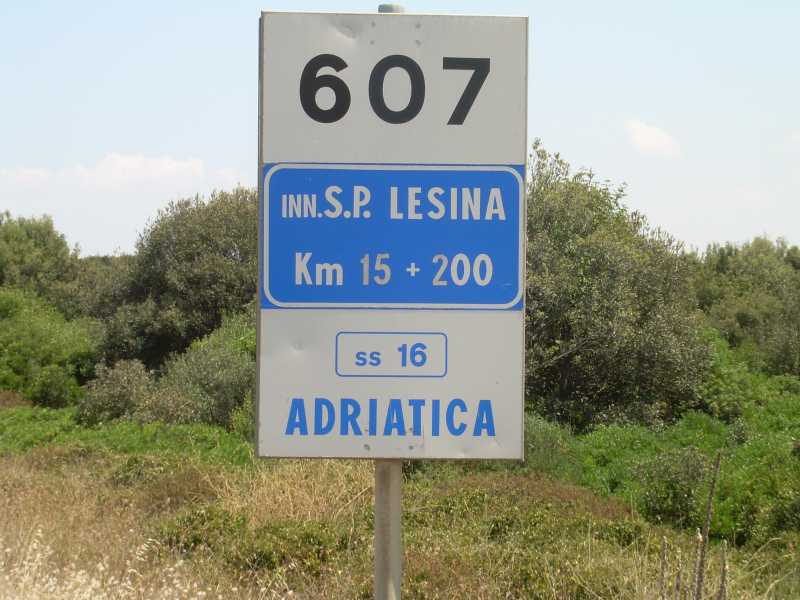 607
INN. S.P. LESINA
Km 15 + 200
SS 16
ADRIATICA